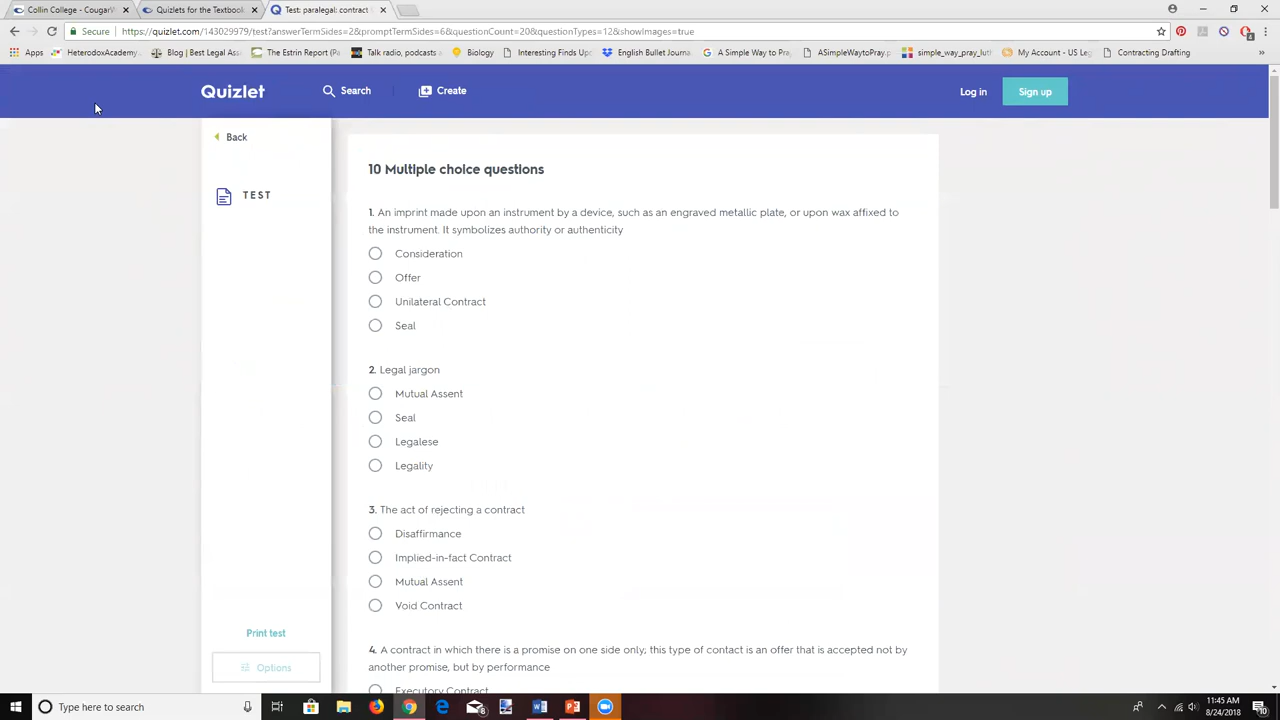 Collin College - CougarW
Quizlets for the Textbook
Test: paralegal: contract
Secure
https://quizlet.com/143029979/test?answerTermSides=2&promptTermSides=6&questionCount=20&questionTypes=12&showImages=true
Apps
HeterodoxAcademy
Blog | Best Legal Assi
The Estrin Report (Pa
Talk radio, podcasts a
Biology
Interesting Finds Upd
English Bullet Journal
A Simple Way to Pray
ASimpleWaytoPray.pd
simple_way_pray_luth
My Account - US Leg
Contracting Drafting
»
Quizlet
Search
Create
Log in
Sign up
Back
TEST
10 Multiple choice questions
1. An imprint made upon an instrument by a device, such as an engraved metallic plate, or upon wax affixed to
the instrument. It symbolizes authority or authenticity
Consideration
Offer
Unilateral Contract
Seal
2. Legal jargon
Mutual Assent
Seal
Legalese
Legality
3. The act of rejecting a contract
Disaffirmance
Implied-in-fact Contract
Mutual Assent
Void Contract
4. A contract in which there is a promise on one side only; this type of contact is an offer that is accepted not by
another promise, but by performance
Executory Contract
Print test
Options
Type here to search
11:45 AM
8/24/2018